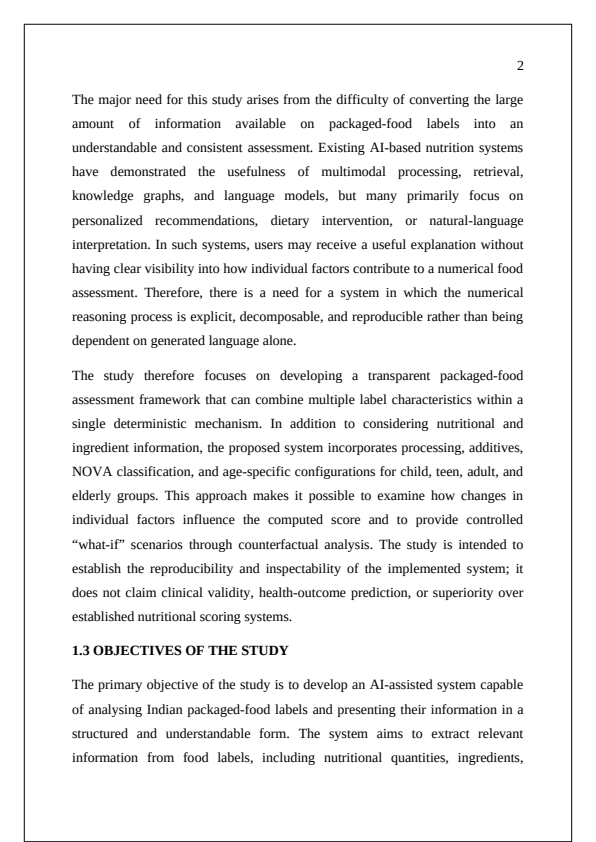 2
The major need for this study arises from the difficulty of converting the large
amount of information available on packaged-food labels into an
understandable and consistent assessment. Existing AI-based nutrition systems
have demonstrated the usefulness of multimodal processing, retrieval,
knowledge graphs, and language models, but many primarily focus on
personalized recommendations, dietary intervention, or natural-language
interpretation. In such systems, users may receive a useful explanation without
having clear visibility into how individual factors contribute to a numerical food
assessment. Therefore, there is a need for a system in which the numerical
reasoning process is explicit, decomposable, and reproducible rather than being
dependent on generated language alone.
The study therefore focuses on developing a transparent packaged-food
assessment framework that can combine multiple label characteristics within a
single deterministic mechanism. In addition to considering nutritional and
ingredient information, the proposed system incorporates processing, additives,
NOVA classification, and age-specific configurations for child, teen, adult, and
elderly groups. This approach makes it possible to examine how changes in
individual factors influence the computed score and to provide controlled
“what-if” scenarios through counterfactual analysis. The study is intended to
establish the reproducibility and inspectability of the implemented system; it
does not claim clinical validity, health-outcome prediction, or superiority over
established nutritional scoring systems.
1.3 OBJECTIVES OF THE STUDY
The primary objective of the study is to develop an AI-assisted system capable
of analysing Indian packaged-food labels and presenting their information in a
structured and understandable form. The system aims to extract relevant
information from food labels, including nutritional quantities, ingredients,